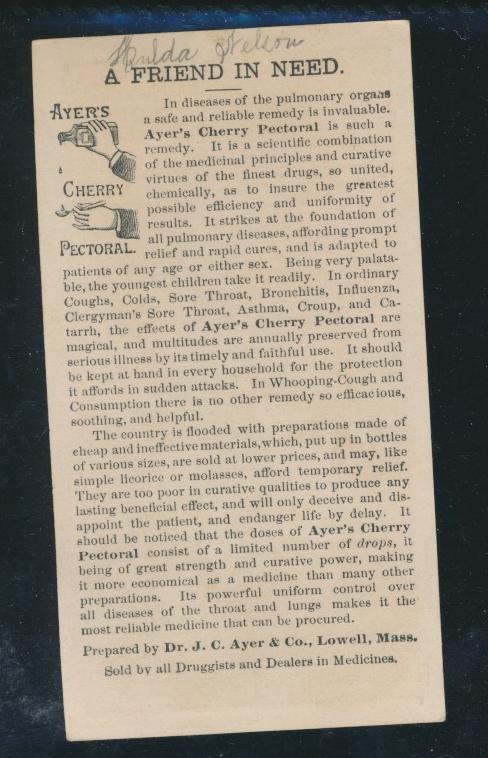 Hulda Nelson
A FRIEND IN NEED.
AYER'S
CHERRY
PECTORAL.
In diseases of the pulmonary organs
a safe and reliable remedy is invaluable.
Ayer's Cherry Pectoral is such a
remedy. It is a scientific combination
of the medicinal principles and curative
virtues of the finest drugs, so united,
chemically, as to insure the greatest
possible efficiency and uniformity of
results. It strikes at the foundation of
all pulmonary diseases, affording prompt
relief and rapid cures, and is adapted to
patients of any age or either sex. Being very palata-
ble, the youngest children take it readily. In ordinary
Coughs, Colds, Sore Throat, Bronchitis, Influenza,
Clergyman's Sore Throat, Asthma, Croup, and Ca-
tarrh, the effects of Ayer's Cherry Pectoral are
magical, and multitudes are annually preserved from
serious illness by its timely and faithful use. It should
be kept at hand in every household for the protection
it affords in sudden attacks. In Whooping-Cough and
Consumption there is no other remedy so efficacious,
soothing, and helpful.
The country is flooded with preparations made of
cheap and ineffective materials, which, put up in bottles
of various sizes, are sold at lower prices, and may, like
simple licorice or molasses, afford temporary relief.
They are too poor in curative qualities to produce any
lasting beneficial effect, and will only deceive and dis-
appoint the patient, and endanger life by delay. It
should be noticed that the doses of Ayer's Cherry
Pectoral consist of a limited number of drops, it
being of great strength and curative power, making
it more economical as a medicine than many other
preparations. Its powerful uniform control over
all diseases of the throat and lungs makes it the
most reliable medicine that can be procured.
Prepared by Dr. J. C. Ayer & Co., Lowell, Mass.
Sold by all Druggists and Dealers in Medicines.